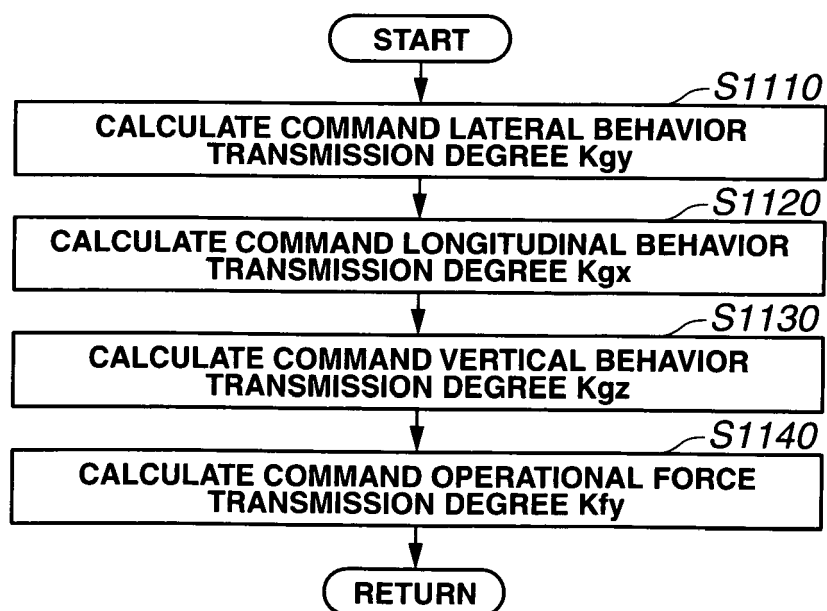 START
S1110
CALCULATE COMMAND LATERAL BEHAVIOR
TRANSMISSION DEGREE Kgy
S1120
CALCULATE COMMAND LONGITUDINAL BEHAVIOR
TRANSMISSION DEGREE Kgx
S1130
CALCULATE COMMAND VERTICAL BEHAVIOR
TRANSMISSION DEGREE Kgz
S1140
CALCULATE COMMAND OPERATIONAL FORCE
TRANSMISSION DEGREE Kfy
RETURN